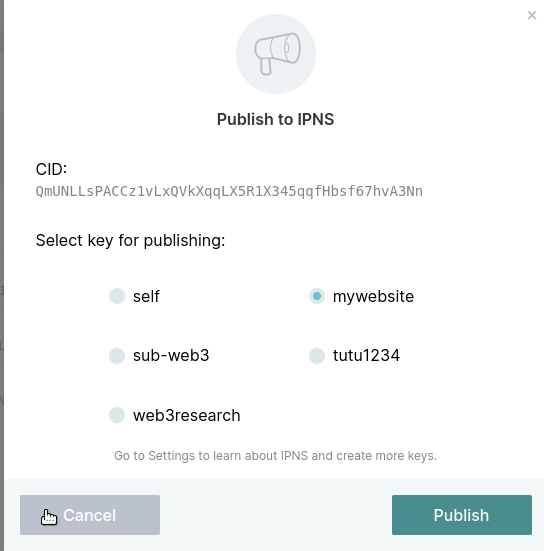 ×
Publish to IPNS
CID:
QmUNLLsPACCz1vLxQVkXqqLX5R1X345qqfHbsf67hvA3Nn
Select key for publishing:
self
mywebsite
sub-web3
tutu1234
web3research
Go to Settings to learn about IPNS and create more keys.
Cancel
Publish